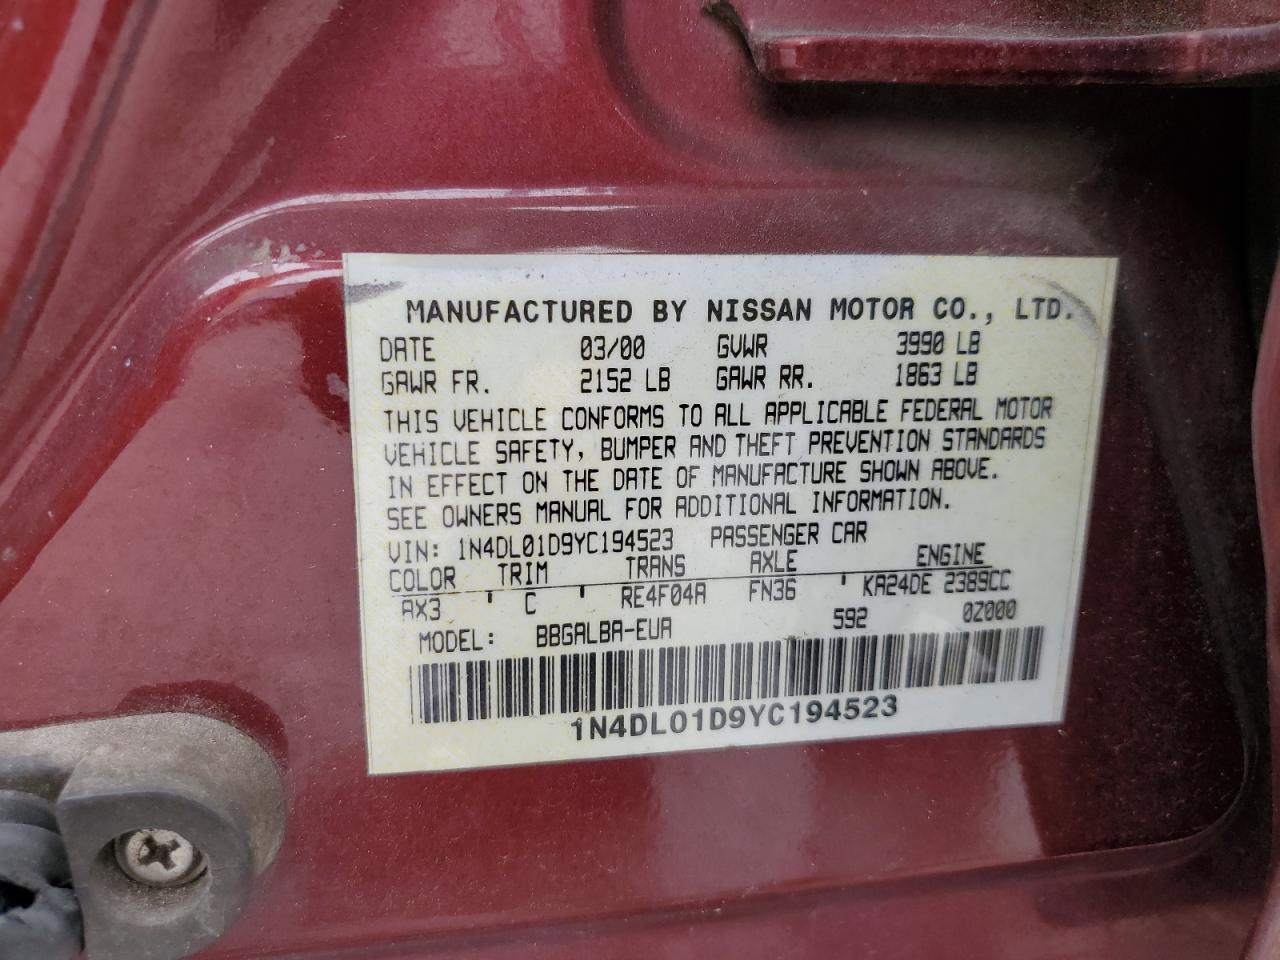 MANUFACTURED BY NISSAN MOTOR CO., LTD.
DATE 03/00 GVWR 3990 LB
GAWR FR. 2152 LB GAWR RR. 1863 LB
THIS VEHICLE CONFORMS TO ALL APPLICABLE FEDERAL MOTOR
VEHICLE SAFETY, BUMPER AND THEFT PREVENTION STANDARDS
IN EFFECT ON THE DATE OF MANUFACTURE SHOWN ABOVE.
SEE OWNERS MANUAL FOR ADDITIONAL INFORMATION.
VIN: 1N4DL01D9YC194523 PASSENGER CAR
COLOR TRIM TRANS AXLE ENGINE
AX3 ' C ' RE4F04A FN36 ' KA24DE 2389CC
MODEL: BBGALBA-EUA 592 0Z000
1N4DL01D9YC194523